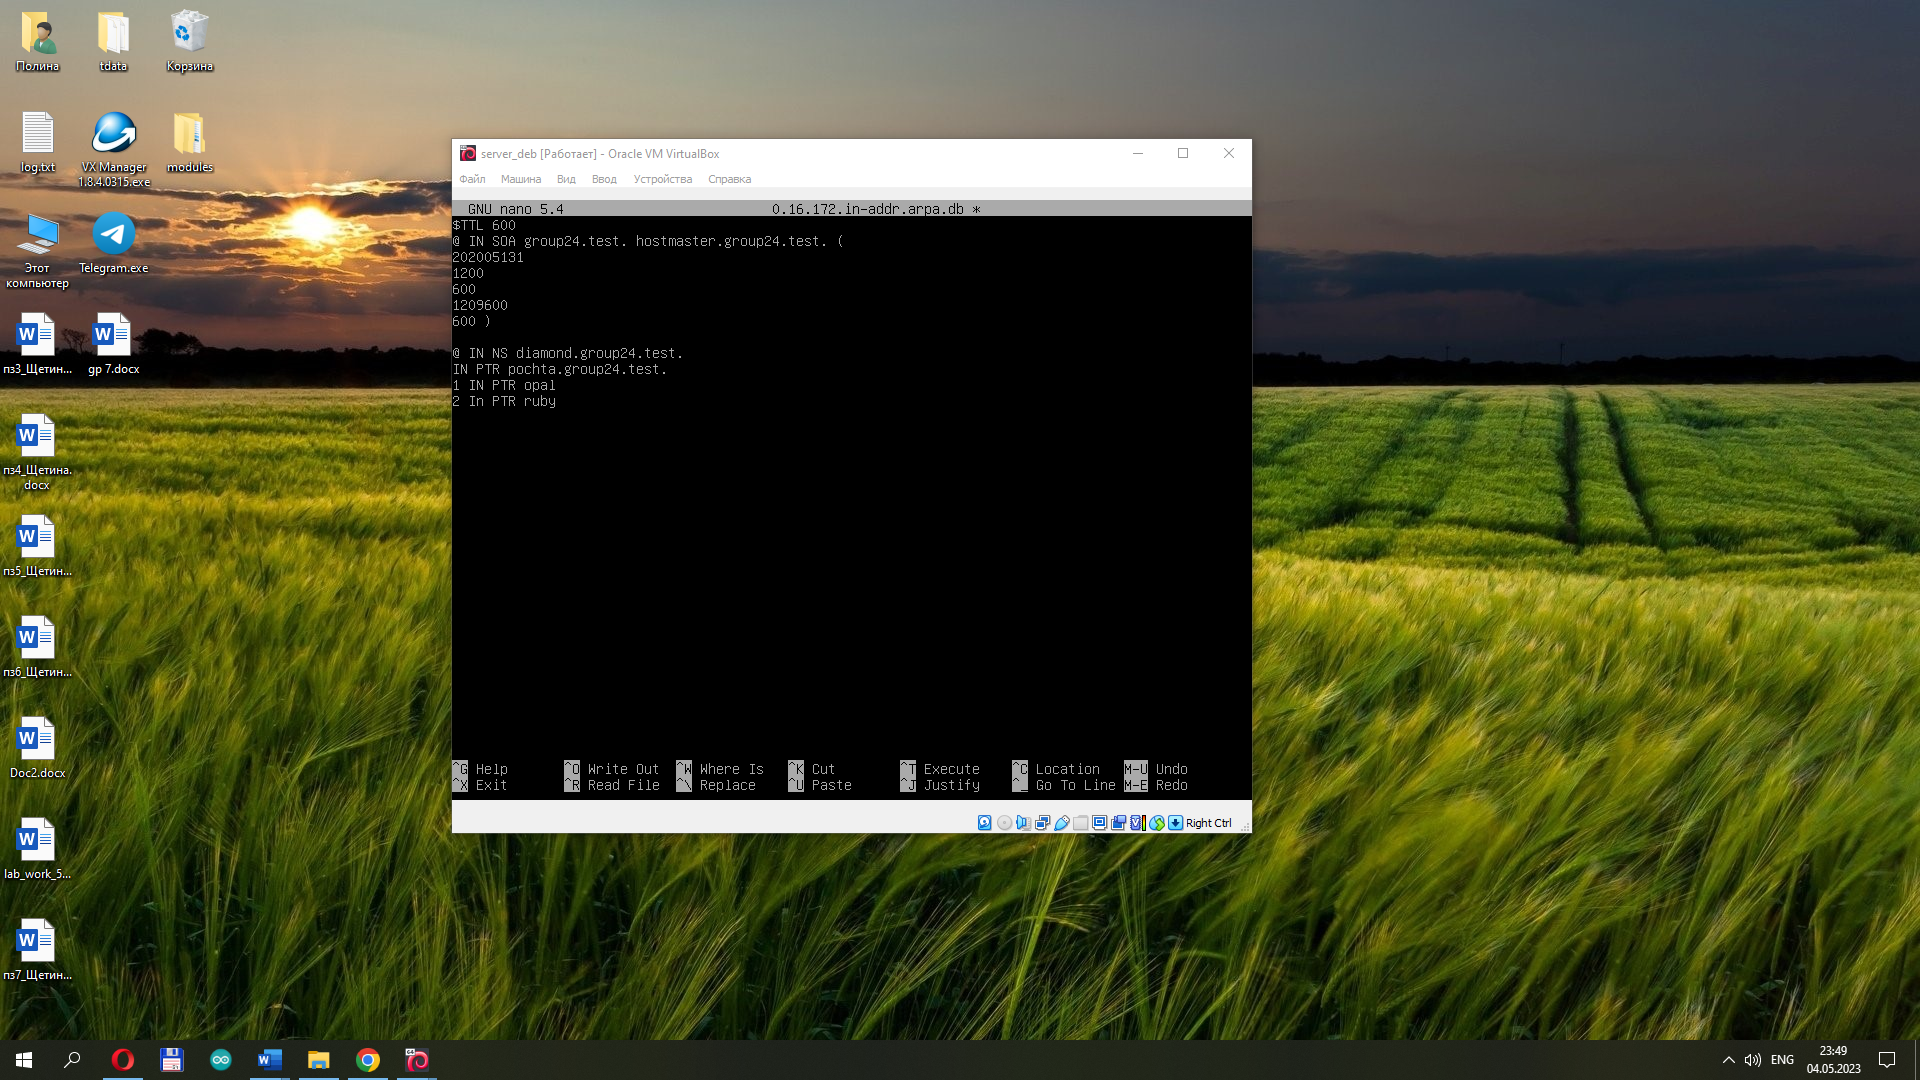 Полина
tdata
Корзина
log.txt
VX Manager
1.8.4.0315.exe
modules
Этот
компьютер
Telegram.exe
пз3_Щетин...
gp 7.docx
пз4_Щетина.
docx
пз5_Щетин...
пз6_Щетин...
Doc2.docx
lab_work_5...
пз7_Щетин...
server_deb [Работает] - Oracle VM VirtualBox
Файл Машина Вид Ввод Устройства Справка
GNU nano 5.4 0.16.172.in-addr.arpa.db *
$TTL 600
@ IN SOA group24.test. hostmaster.group24.test. (
202005131
1200
600
1209600
600 )
@ IN NS diamond.group24.test.
IN PTR pochta.group24.test.
1 IN PTR opal
2 In PTR ruby
^G Help ^O Write Out ^W Where Is ^K Cut ^T Execute ^C Location M-U Undo
^X Exit ^R Read File ^\ Replace ^U Paste ^J Justify ^_ Go To Line M-E Redo
Right Ctrl
ENG
23:49
04.05.2023